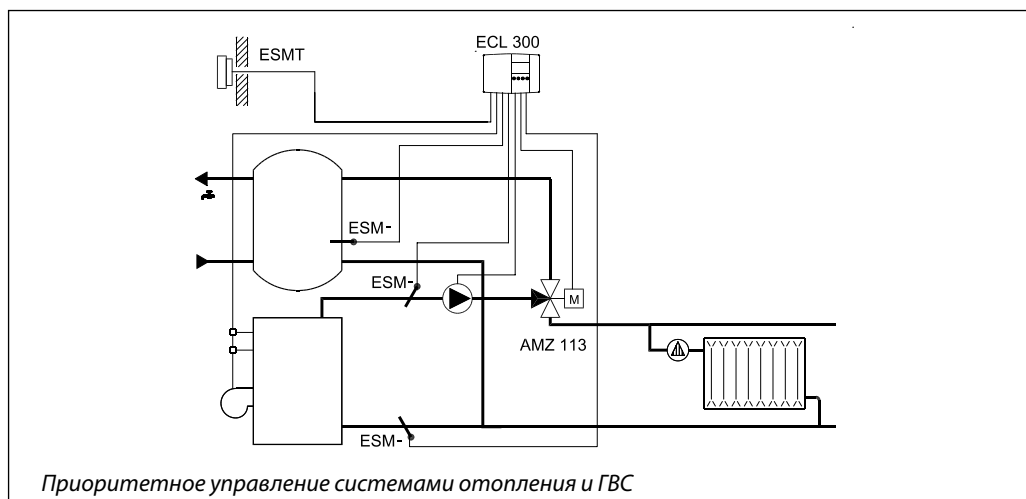 ECL 300
ESMT
ESM-
ESM-
M
AMZ 113
ESM-
Приоритетное управление системами отопления и ГВС